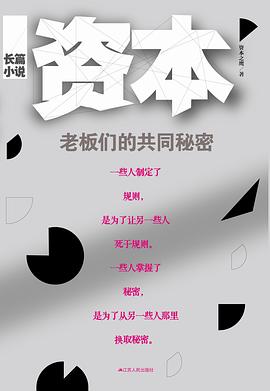 长篇
小说
资本
资本之鹰/著
老板们的共同秘密
一些人制定了
规则，
是为了让另一些人
死于规则。
一些人掌握了
秘密，
是为了从另一些人那里
换取秘密。
江苏人民出版社